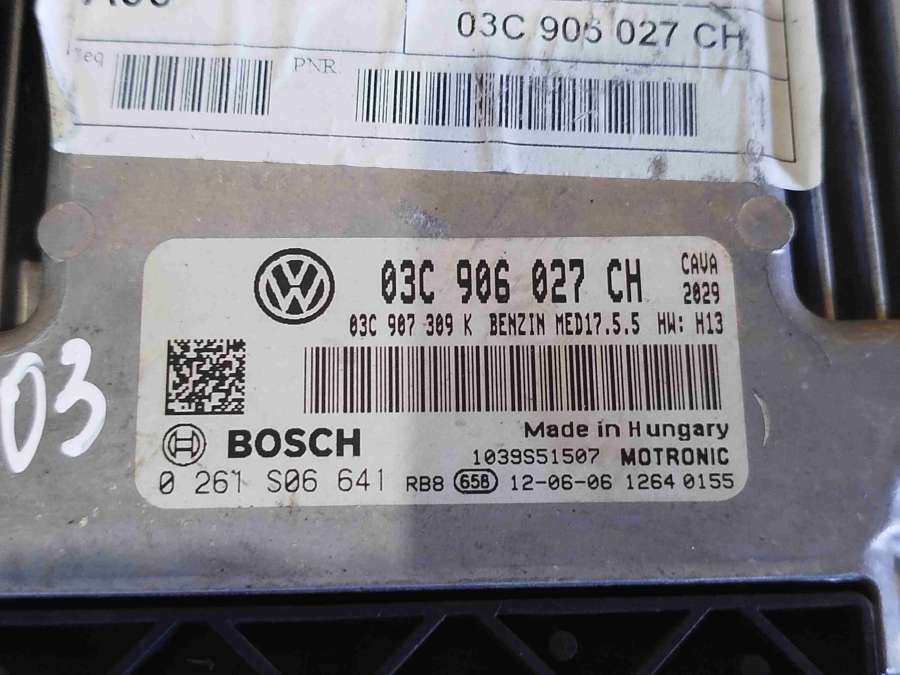 03C 906 027 CH
PNR.
03C 906 027 CH
CAVA
2029
03C 907 309 K BENZIN MED17.5.5 HW: H13
BOSCH
Made in Hungary
1039S51507 MOTRONIC
0 261 S06 641 RB8 658 12-06-06 1264 0155
03